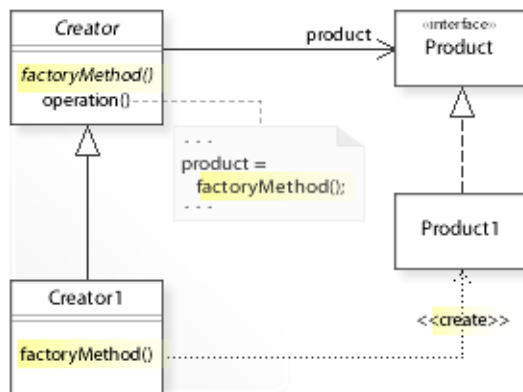 Creator
factoryMethod()
operation()
product
«interface»
Product
- - -
product =
factoryMethod();
- - -
Product1
Creator1
factoryMethod()
<<create>>